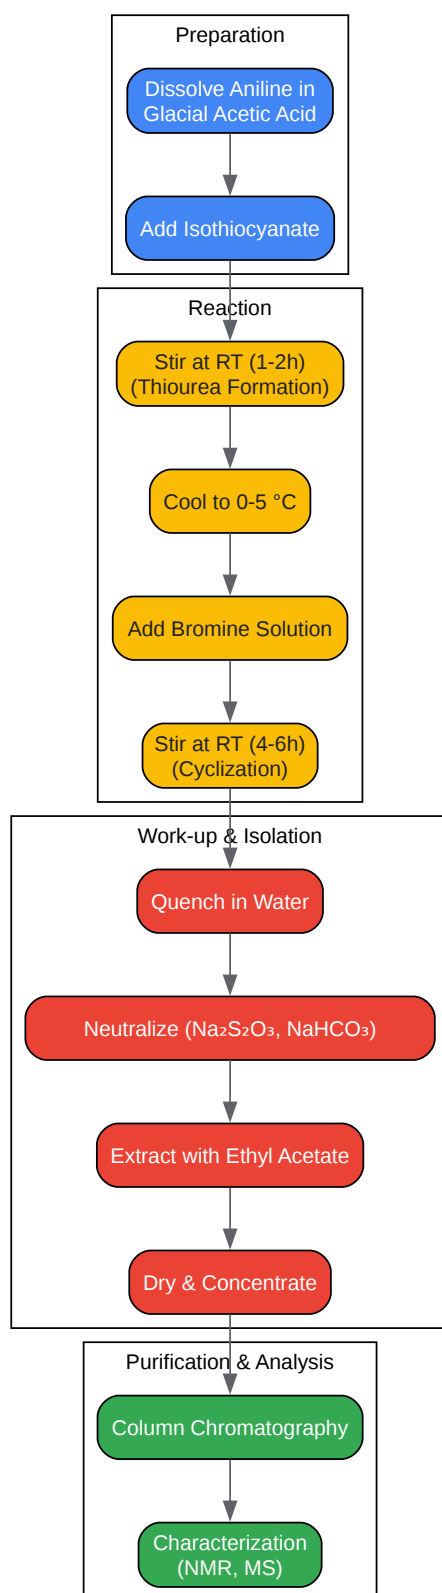 Preparation
Dissolve Aniline in
Glacial Acetic Acid
Add Isothiocyanate
Reaction
Stir at RT (1-2h)
(Thiourea Formation)
Cool to 0-5 °C
Add Bromine Solution
Stir at RT (4-6h)
(Cyclization)
Work-up & Isolation
Quench in Water
Neutralize (Na₂S₂O₃, NaHCO₃)
Extract with Ethyl Acetate
Dry & Concentrate
Purification & Analysis
Column Chromatography
Characterization
(NMR, MS)